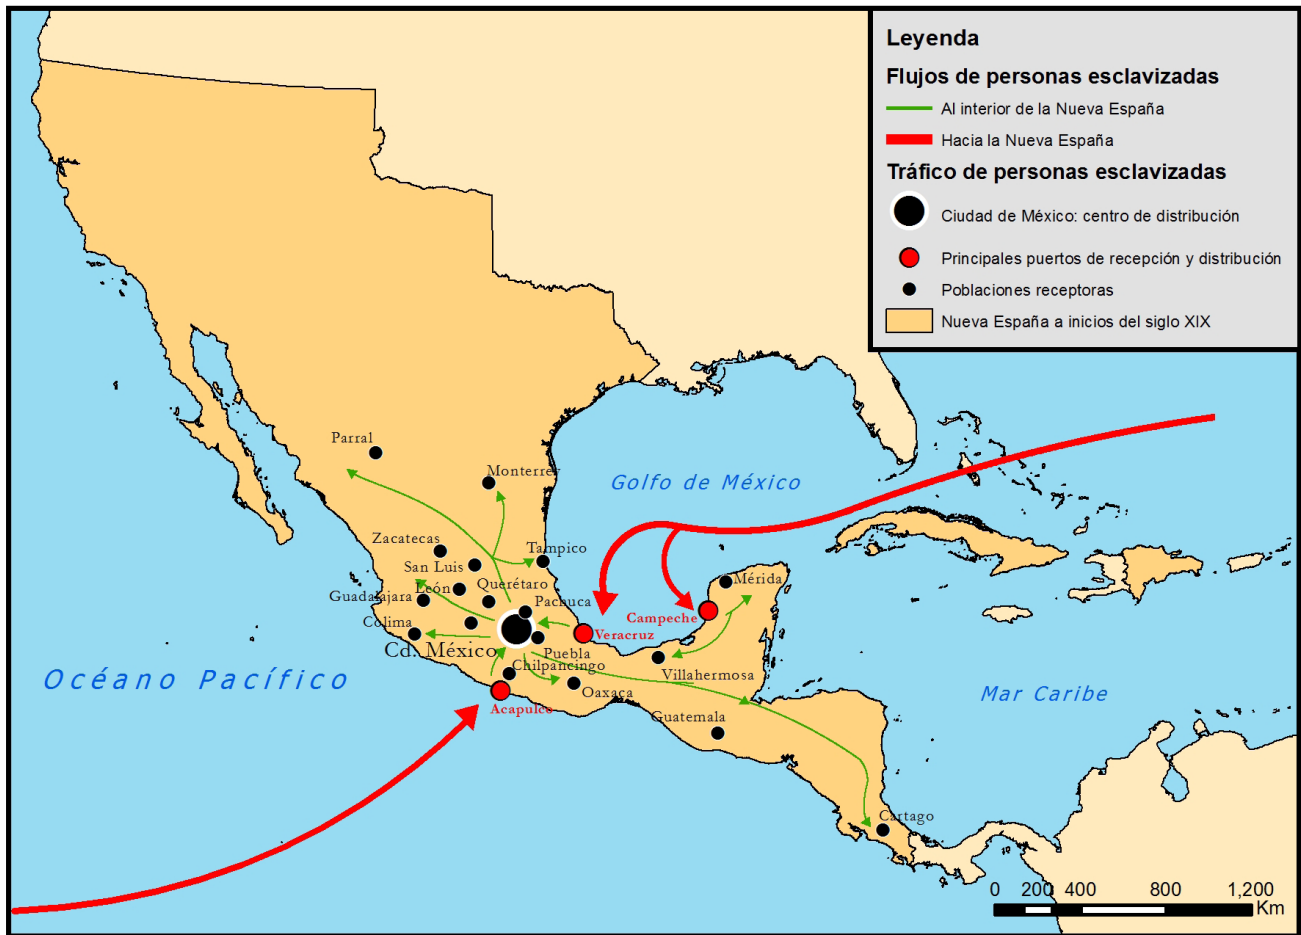 Leyenda
Flujos de personas esclavizadas
Al interior de la Nueva España
Hacia la Nueva España
Tráfico de personas esclavizadas
Ciudad de México: centro de distribución
Principales puertos de recepción y distribución
Poblaciones receptoras
Nueva España a inicios del siglo XIX
Parral
Monterrey
Golfo de México
Zacatecas
Tampico
San Luis
León
Querétaro
Mérida
Guadalajara
Pachuca
Campeche
Colima
Veracruz
Cd. México
Puebla
Chilpancingo
Villahermosa
Océano Pacífico
Oaxaca
Mar Caribe
Acapulco
Guatemala
Cartago
0 200 400 800 1,200
Km